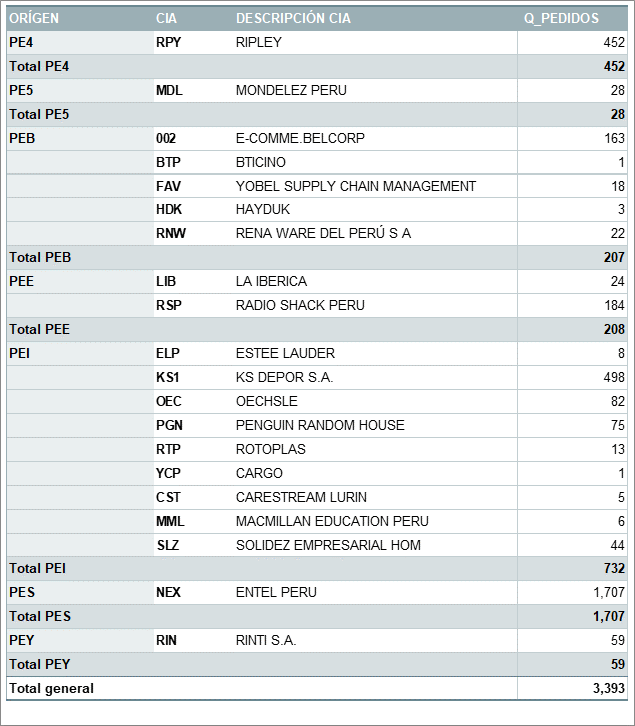 ORÍGEN CIA DESCRIPCIÓN CIA Q_PEDIDOS
PE4 RPY RIPLEY 452
Total PE4 452
PE5 MDL MONDELEZ PERU 28
Total PE5 28
PEB 002 E-COMME.BELCORP 163
BTP BTICINO 1
FAV YOBEL SUPPLY CHAIN MANAGEMENT 18
HDK HAYDUK 3
RNW RENA WARE DEL PERÚ S A 22
Total PEB 207
PEE LIB LA IBERICA 24
RSP RADIO SHACK PERU 184
Total PEE 208
PEI ELP ESTEE LAUDER 8
KS1 KS DEPOR S.A. 498
OEC OECHSLE 82
PGN PENGUIN RANDOM HOUSE 75
RTP ROTOPLAS 13
YCP CARGO 1
CST CARESTREAM LURIN 5
MML MACMILLAN EDUCATION PERU 6
SLZ SOLIDEZ EMPRESARIAL HOM 44
Total PEI 732
PES NEX ENTEL PERU 1,707
Total PES 1,707
PEY RIN RINTI S.A. 59
Total PEY 59
Total general 3,393